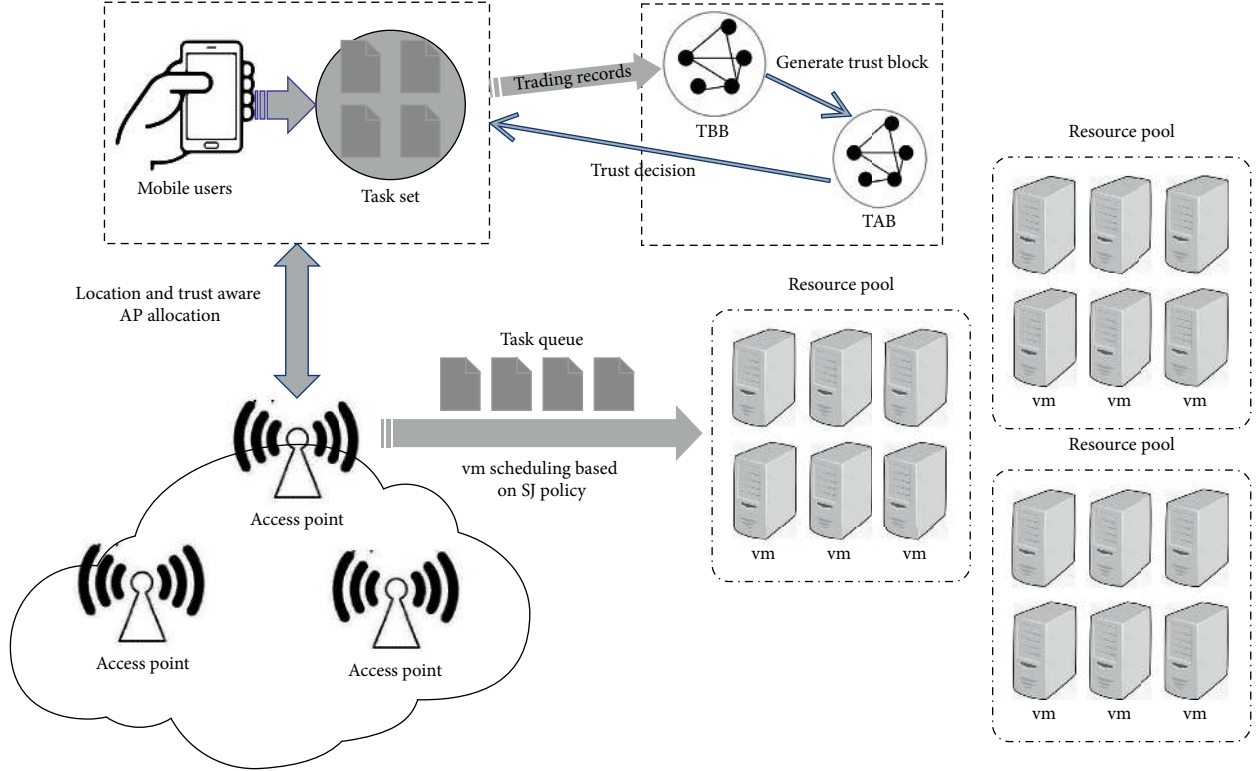 Mobile users
Task set
Trading records
TBB
Generate trust block
Trust decision
TAB
Location and trust aware
AP allocation
Task queue
vm scheduling based
on SJ policy
Access point
Access point
Access point
Resource pool
vm vm vm
Resource pool
vm vm vm
Resource pool
vm vm vm